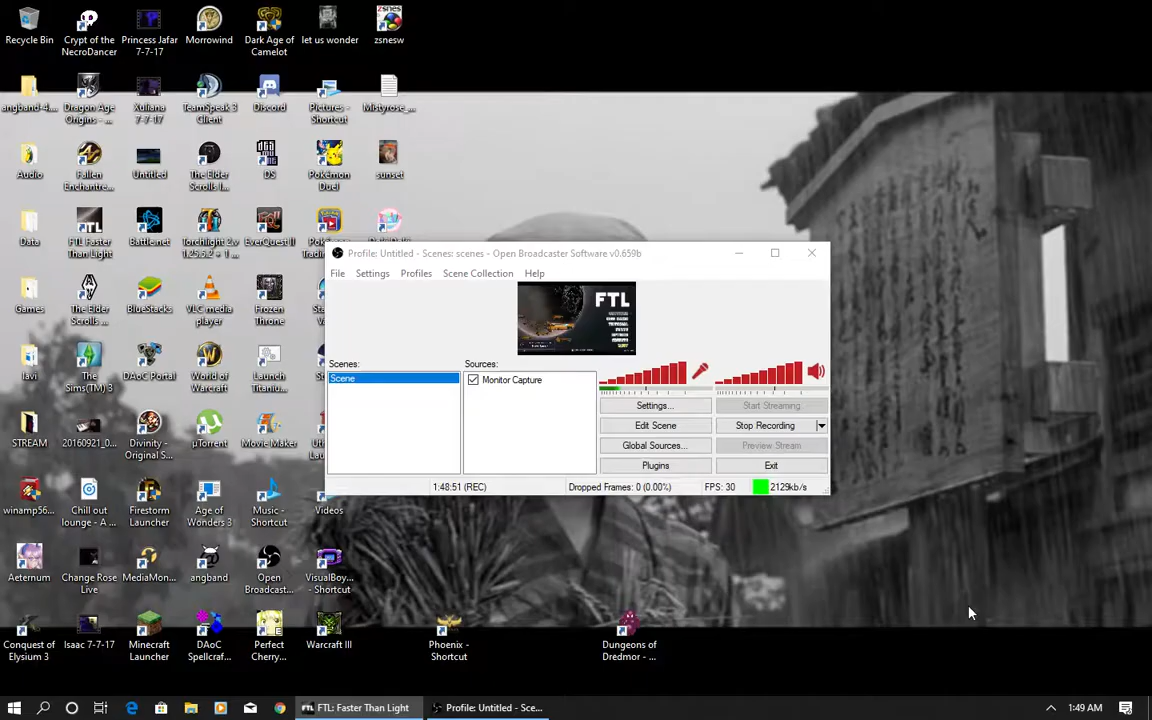 Recycle Bin
Crypt of the
NecroDancer
Princess Jafar
7-7-17
Morrowind
Dark Age of
Camelot
let us wonder
zsnesw
angband-4...
Dragon Age
Origins - ...
Xuliana
7-7-17
TeamSpeak 3
Client
Discord
Pictures -
Shortcut
Mistyrose_...
Audio
Fallen
Enchantre...
Untitled
The Elder
Scrolls I...
DS
Pokémon
Duel
sunset
Data
FTL Faster
Than Light
Battle.net
Torchlight 2.v
1.25.5.2 + 1 ...
EverQuest II
Games
The Elder
Scrolls ...
BlueStacks
VLC media
player
Frozen
Throne
lavi
The
Sims(TM) 3
DAoC Portal
World of
Warcraft
Launch
Titaniu...
STREAM
20160921_0...
Divinity -
Original S...
µTorrent
Movie Maker
winamp56...
Chill out
lounge - A ...
Firestorm
Launcher
Age of
Wonders 3
Music -
Shortcut
Videos
Aeternum
Change Rose
Live
MediaMon...
angband
Open
Broadcast...
VisualBoy...
- Shortcut
Conquest of
Elysium 3
Isaac 7-7-17
Minecraft
Launcher
DAoC
Spellcraf...
Perfect
Cherry...
Warcraft III
Phoenix -
Shortcut
Dungeons of
Dredmor - ...
Profile: Untitled - Scenes: scenes - Open Broadcaster Software v0.659b
File Settings Profiles Scene Collection Help
FTL
Scenes:
Sources:
Scene
Monitor Capture
Settings...
Start Streaming
Edit Scene
Stop Recording
Global Sources...
Preview Stream
Plugins
Exit
1:48:51 (REC)
Dropped Frames: 0 (0.00%)
FPS: 30
2129kb/s
FTL: Faster Than Light
Profile: Untitled - Sce...
1:49 AM